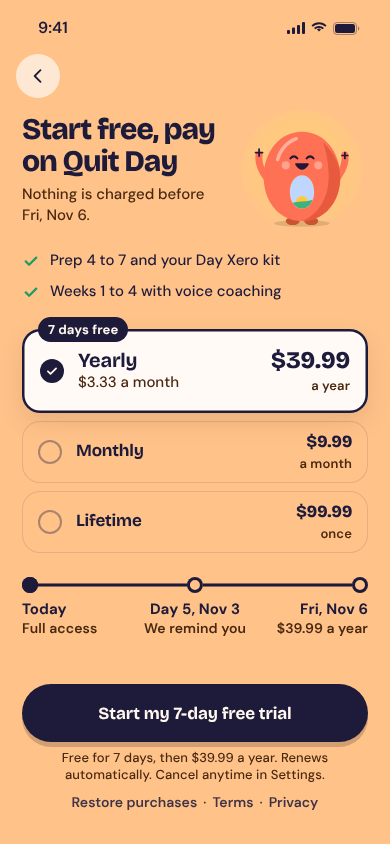 9:41
Start free, pay
on Quit Day
Nothing is charged before
Fri, Nov 6.
Prep 4 to 7 and your Day Xero kit
Weeks 1 to 4 with voice coaching
7 days free
Yearly
$3.33 a month
$39.99
a year
Monthly
$9.99
a month
Lifetime
$99.99
once
Today
Full access
Day 5, Nov 3
We remind you
Fri, Nov 6
$39.99 a year
Start my 7-day free trial
Free for 7 days, then $39.99 a year. Renews
automatically. Cancel anytime in Settings.
Restore purchases · Terms · Privacy